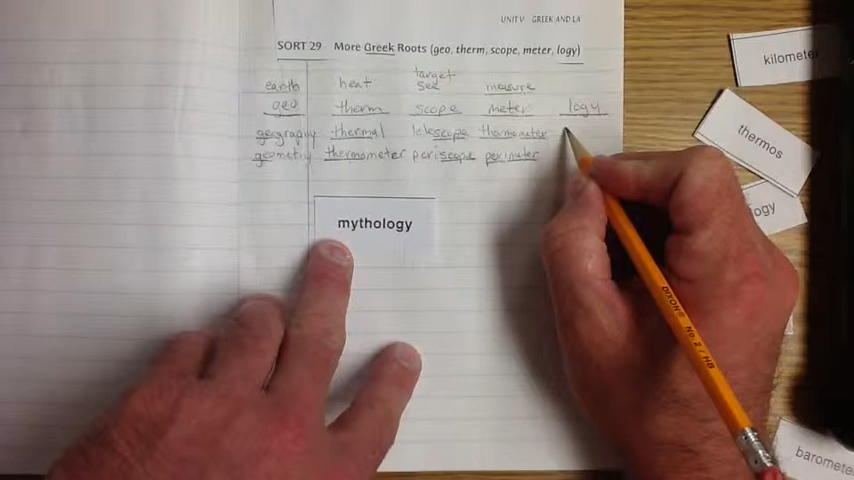 UNIT V GREEK AND LA
SORT 29 More Greek Roots (geo, therm, scope, meter, logy)
target
earth heat see measure
geo therm scope meter logy
geography thermal telescope thermometer
geometry thermometer periscope perimeter
mythology
kilometer
thermos
logy
barometer
DIXON No. 2 / HB